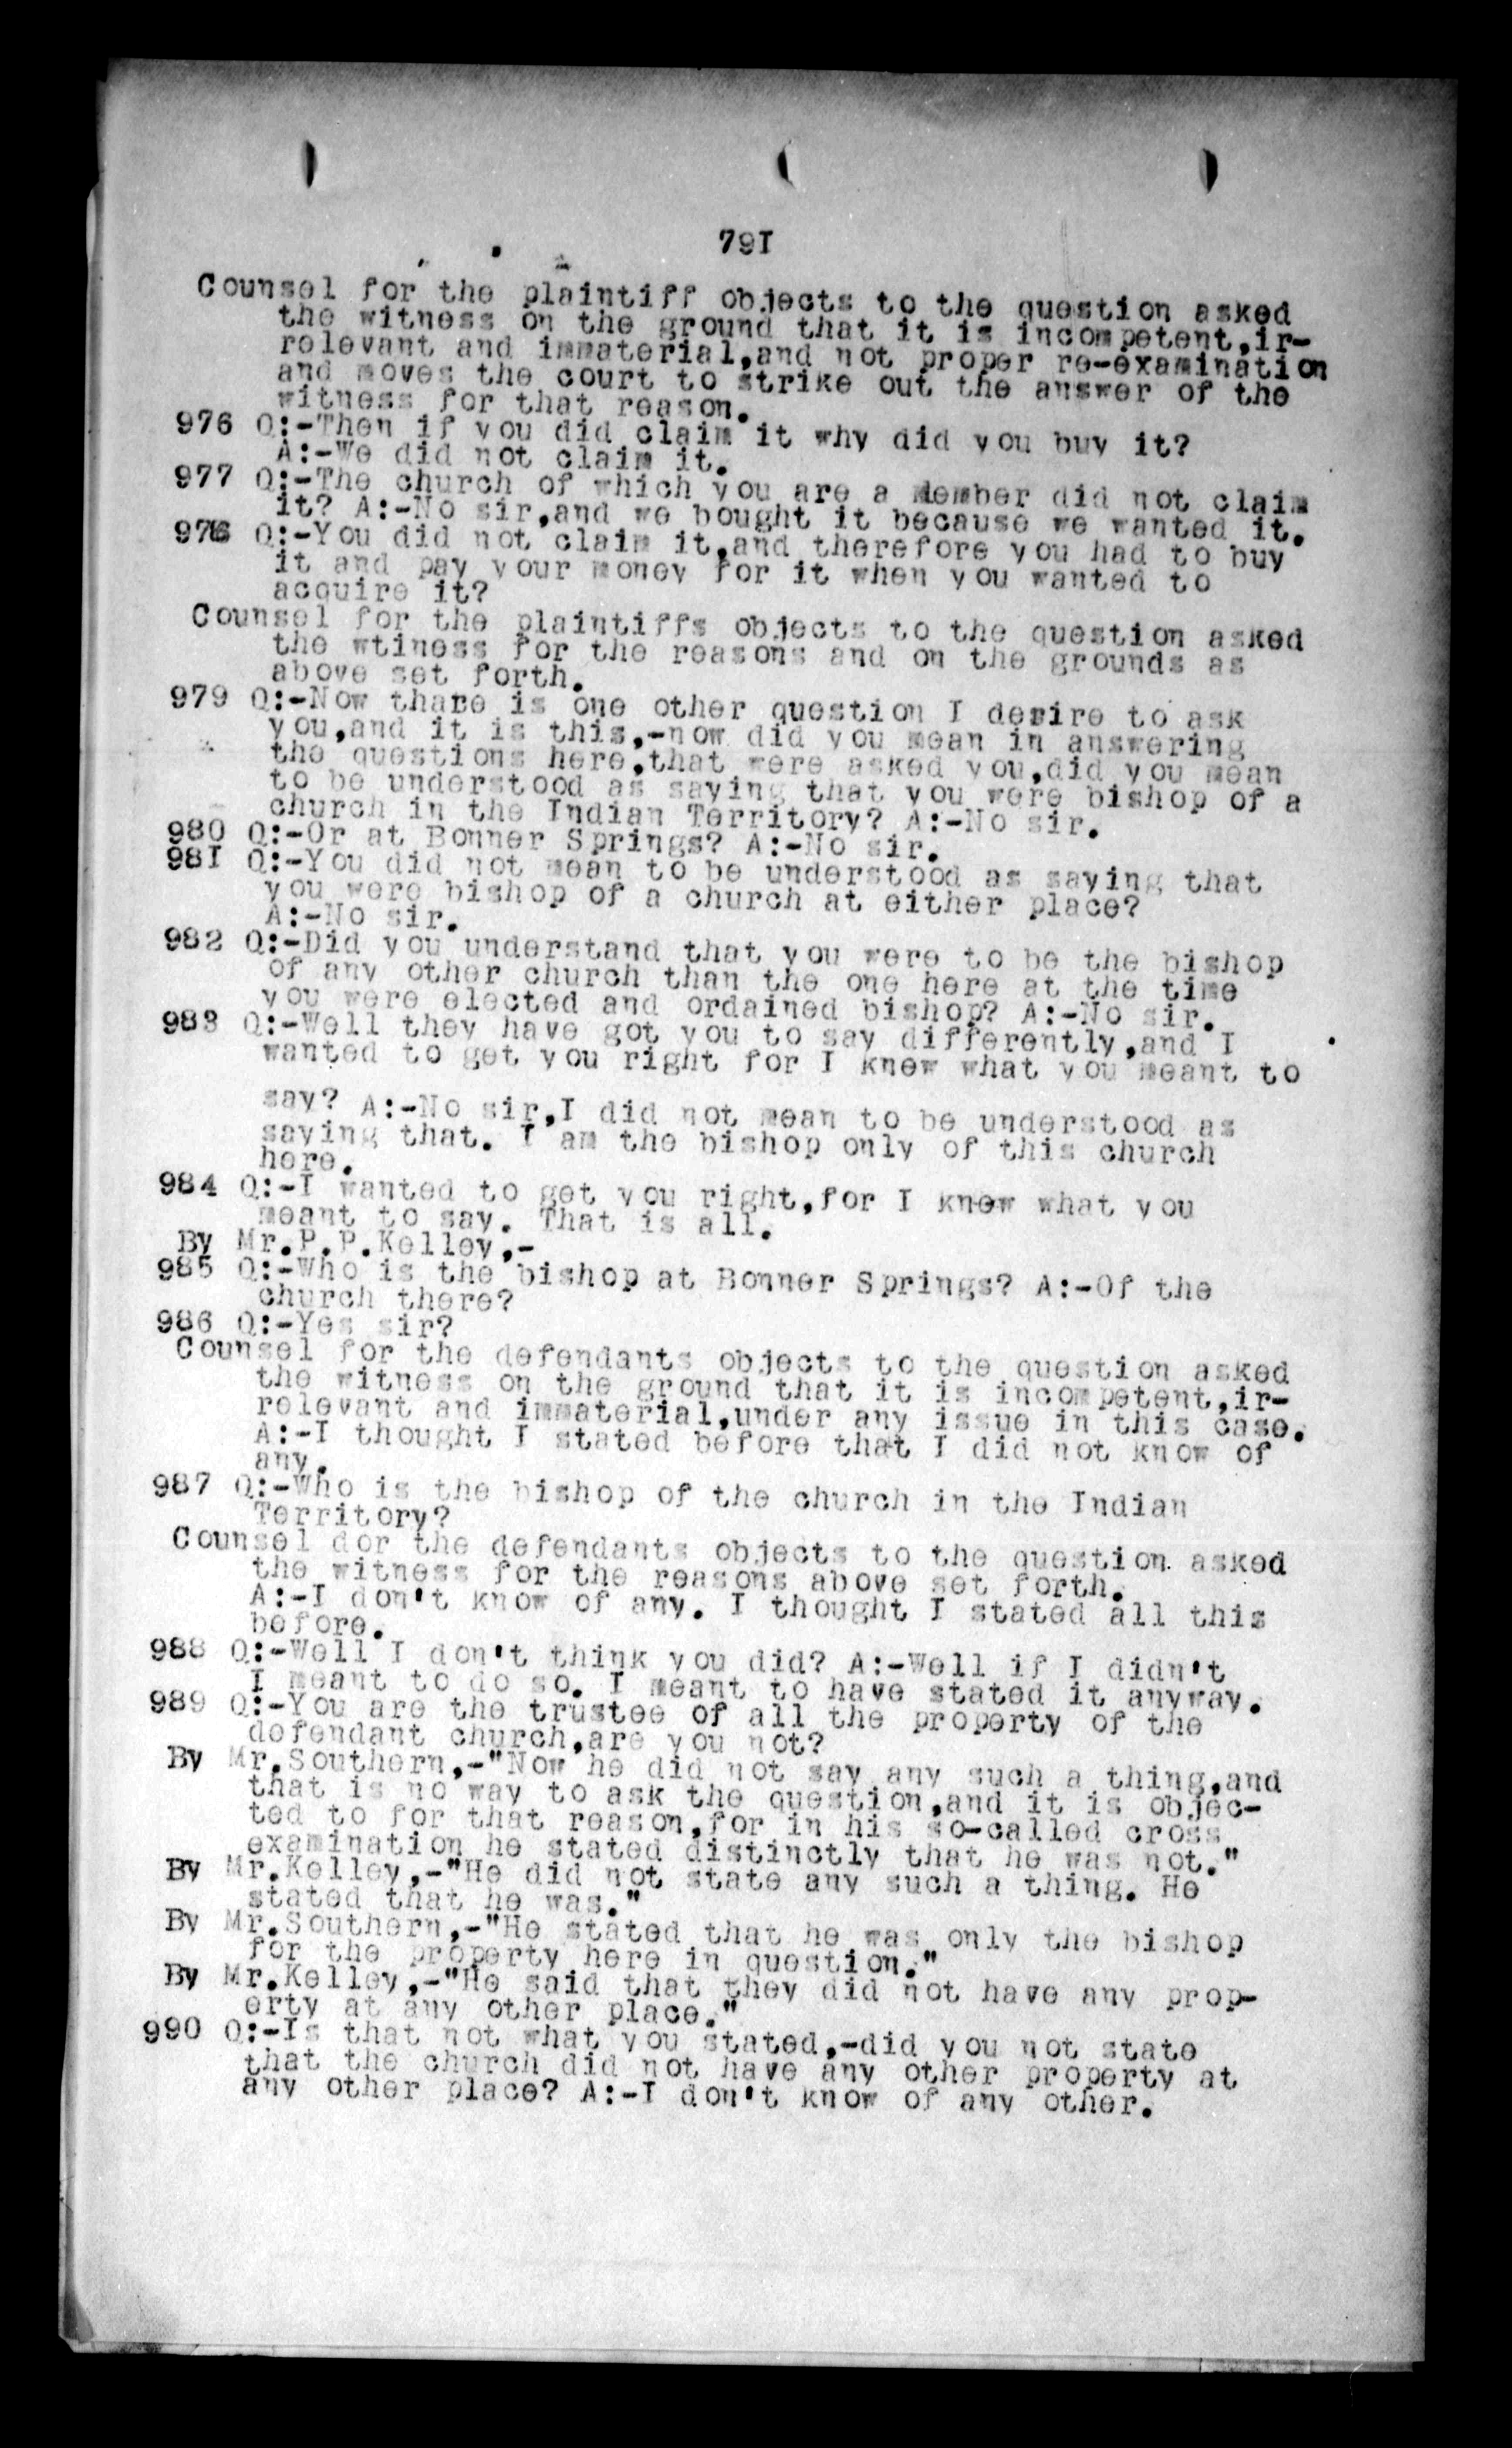 791
Counsel for the plaintiff objects to the question asked
the witness on the ground that it is incompetent,ir-
relevant and immaterial,and not proper re-examination
and moves the court to strike out the answer of the
witness for that reason.
976 Q:-Then if you did claim it why did you buy it?
A:-We did not claim it.
977 Q:-The church of which you are a member did not claim
it? A:-No sir,and we bought it because we wanted it.
978 Q:-You did not claim it,and therefore you had to buy
it and pay your money for it when you wanted to
acquire it?
Counsel for the plaintiffs objects to the question asked
the wtiness for the reasons and on the grounds as
above set forth.
979 Q:-Now thare is one other question I desire to ask
you,and it is this,-now did you mean in answering
the questions here,that were asked you,did you mean
to be understood as saying that you were bishop of a
church in the Indian Territory? A:-No sir.
980 Q:-Or at Bonner Springs? A:-No sir.
981 Q:-You did not mean to be understood as saying that
you were bishop of a church at either place?
A:-No sir.
982 Q:-Did you understand that you were to be the bishop
of any other church than the one here at the time
you were elected and ordained bishop? A:-No sir.
983 Q:-Well they have got you to say differently,and I
wanted to get you right for I knew what you meant to
say? A:-No sir,I did not mean to be understood as
saying that. I am the bishop only of this church
here.
984 Q:-I wanted to get you right,for I knew what you
meant to say. That is all.
By Mr.P.P.Kelley,-
985 Q:-Who is the bishop at Bonner Springs? A:-Of the
church there?
986 Q:-Yes sir?
Counsel for the defendants objects to the question asked
the witness on the ground that it is incompetent,ir-
relevant and immaterial,under any issue in this case.
A:-I thought I stated before that I did not know of
any.
987 Q:-Who is the bishop of the church in the Indian
Territory?
Counsel dor the defendants objects to the question asked
the witness for the reasons above set forth.
A:-I don't know of any. I thought I stated all this
before.
988 Q:-Well I don't think you did? A:-Well if I didn't
I meant to do so. I meant to have stated it anyway.
989 Q:-You are the trustee of all the property of the
defendant church,are you not?
By Mr.Southern,-"Now he did not say any such a thing,and
that is no way to ask the question,and it is objec-
ted to for that reason,for in his so-called cross
examination he stated distinctly that he was not."
By Mr.Kelley,-"He did not state any such a thing. He
stated that he was."
By Mr.Southern,-"He stated that he was only the bishop
for the property here in question."
By Mr.Kelley,-"He said that they did not have any prop-
erty at any other place."
990 Q:-Is that not what you stated,-did you not state
that the church did not have any other property at
any other place? A:-I don't know of any other.